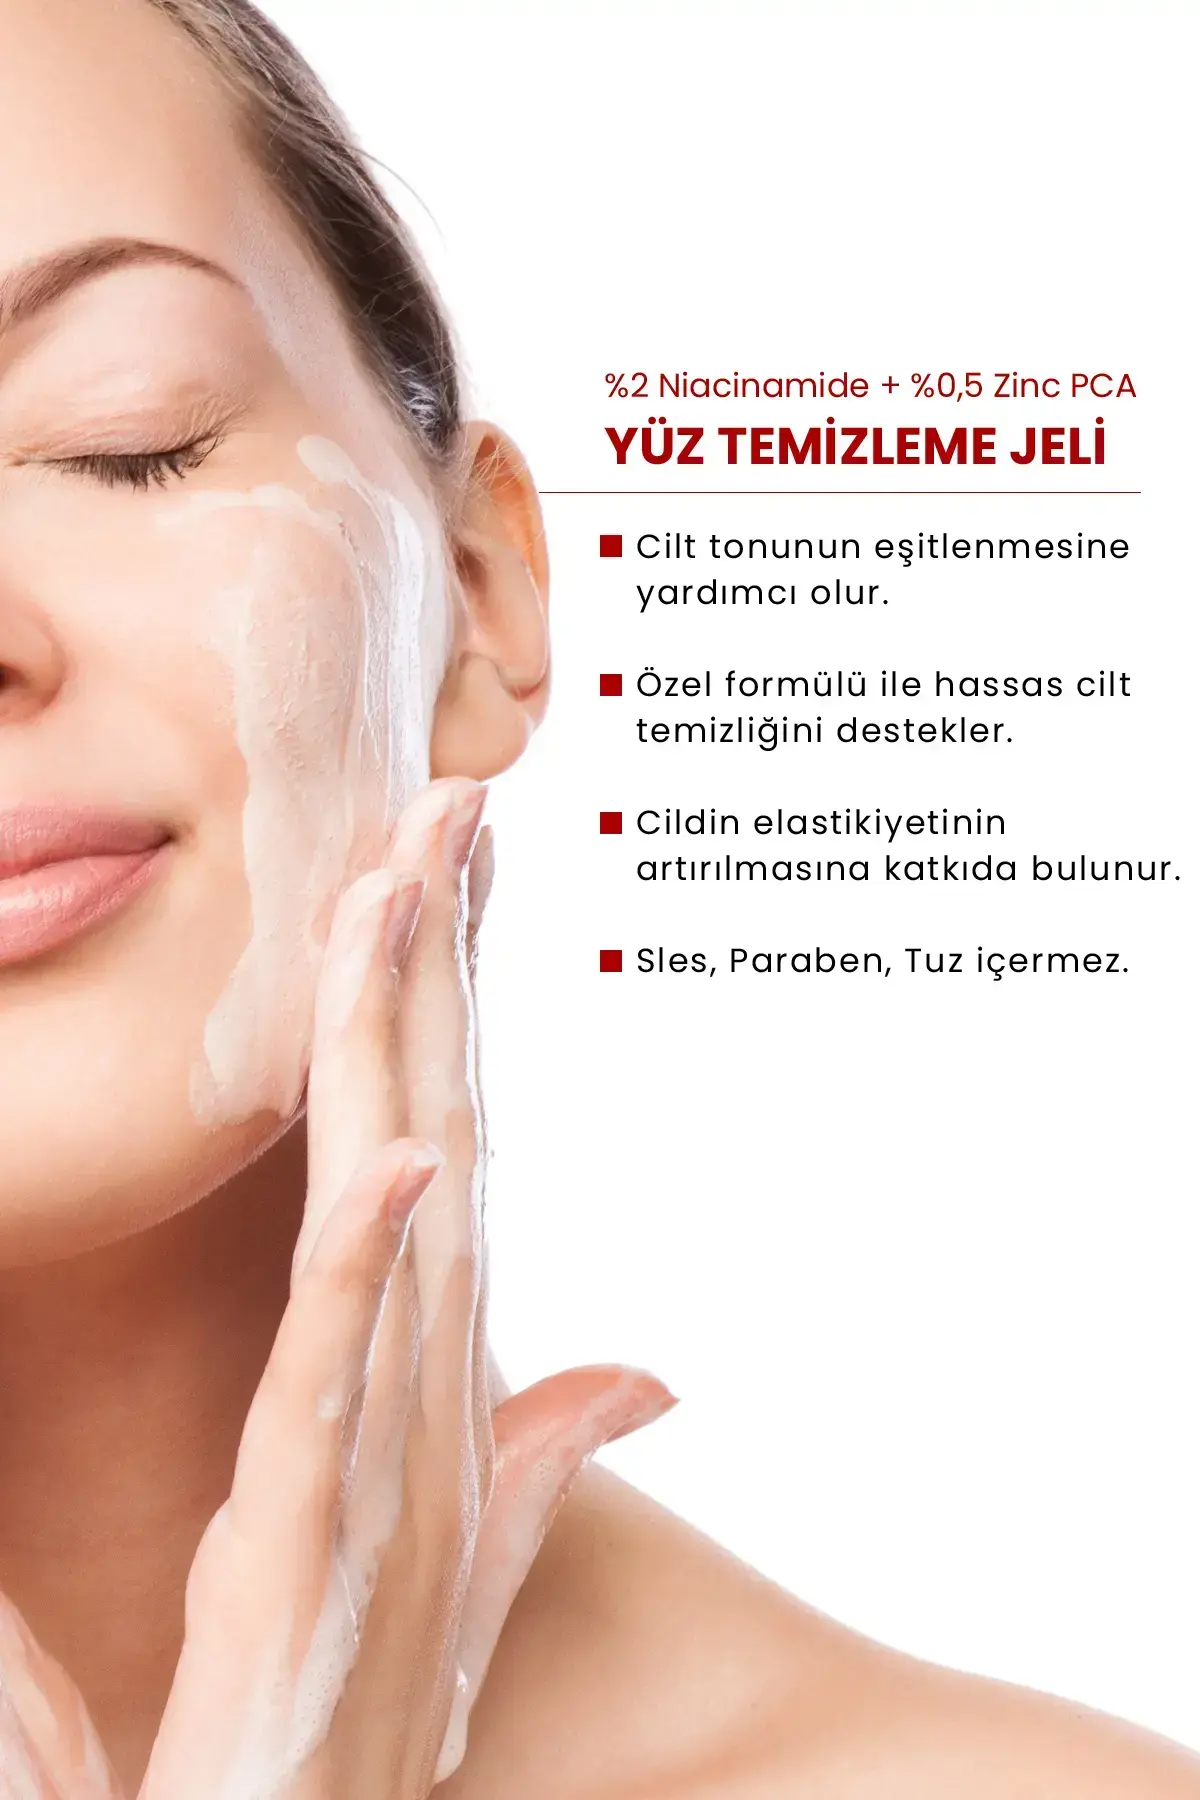 %2 Niacinamide + %0,5 Zinc PCA
YÜZ TEMİZLEME JELİ
Cilt tonunun eşitlenmesine
yardımcı olur.
Özel formülü ile hassas cilt
temizliğini destekler.
Cildin elastikiyetinin
artırılmasına katkıda bulunur.
Sles, Paraben, Tuz içermez.